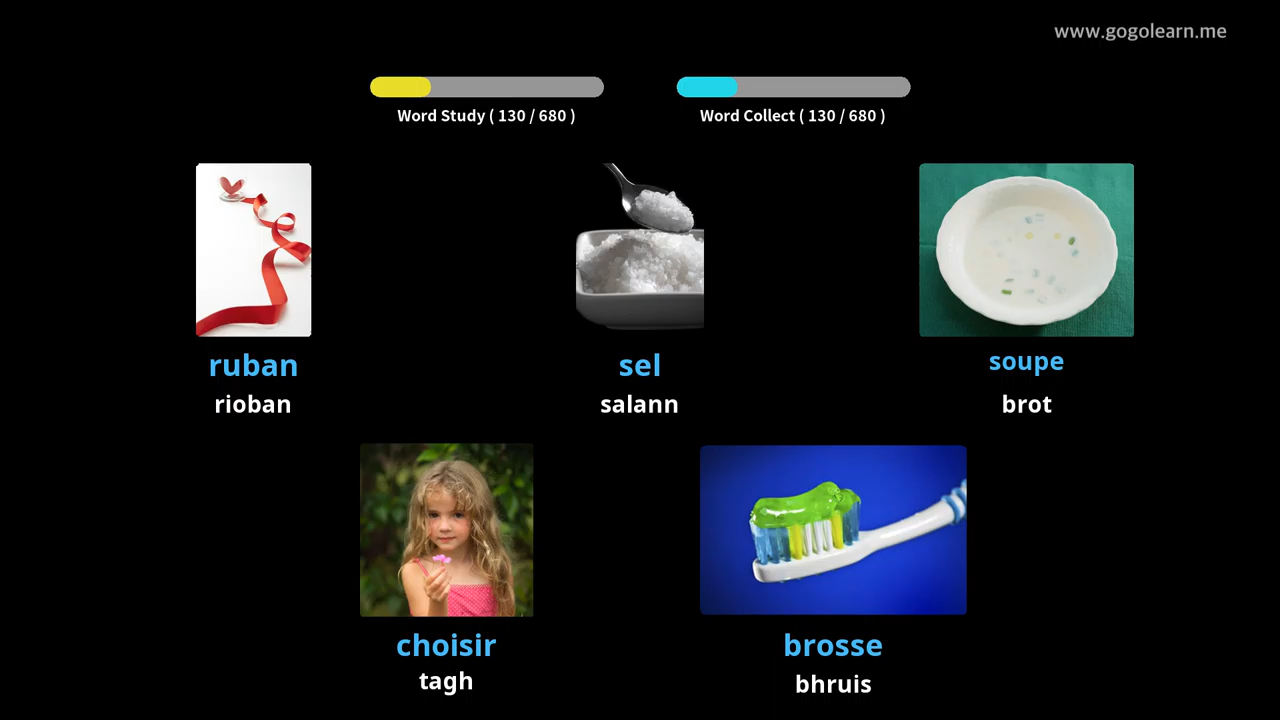 www.gogolearn.me
Word Study ( 130 / 680 )
Word Collect ( 130 / 680 )
ruban
rioban
sel
salann
soupe
brot
choisir
tagh
brosse
bhruis